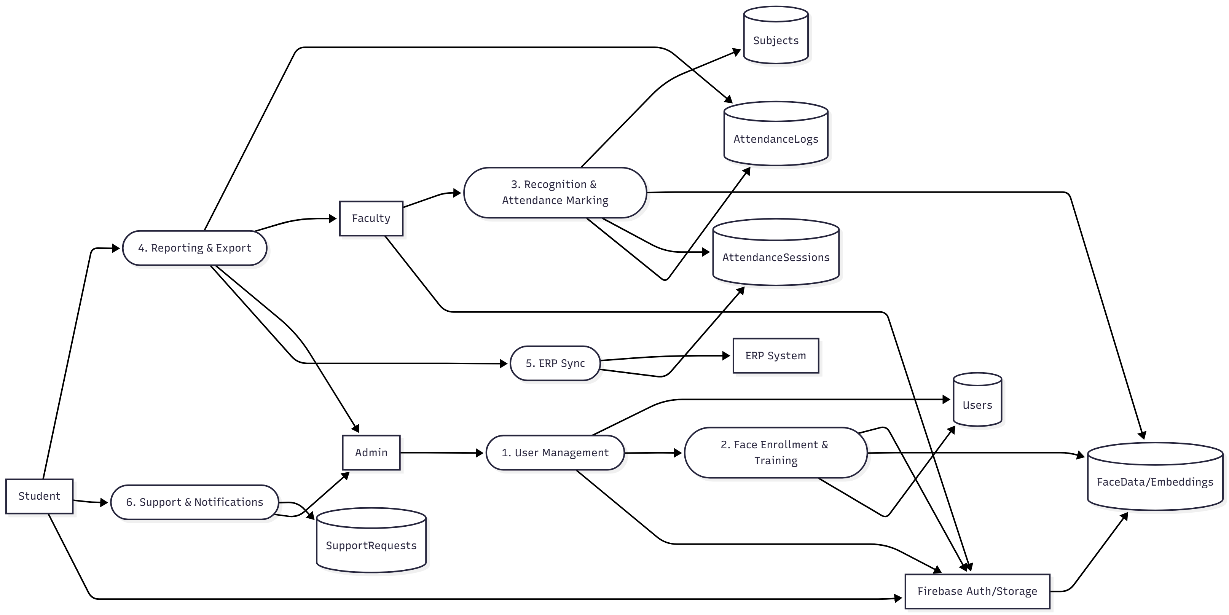 Subjects
AttendanceLogs
3. Recognition &
Attendance Marking
Faculty
4. Reporting & Export
AttendanceSessions
5. ERP Sync
ERP System
Users
Admin
1. User Management
2. Face Enrollment &
Training
FaceData/Embeddings
Student
6. Support & Notifications
SupportRequests
Firebase Auth/Storage